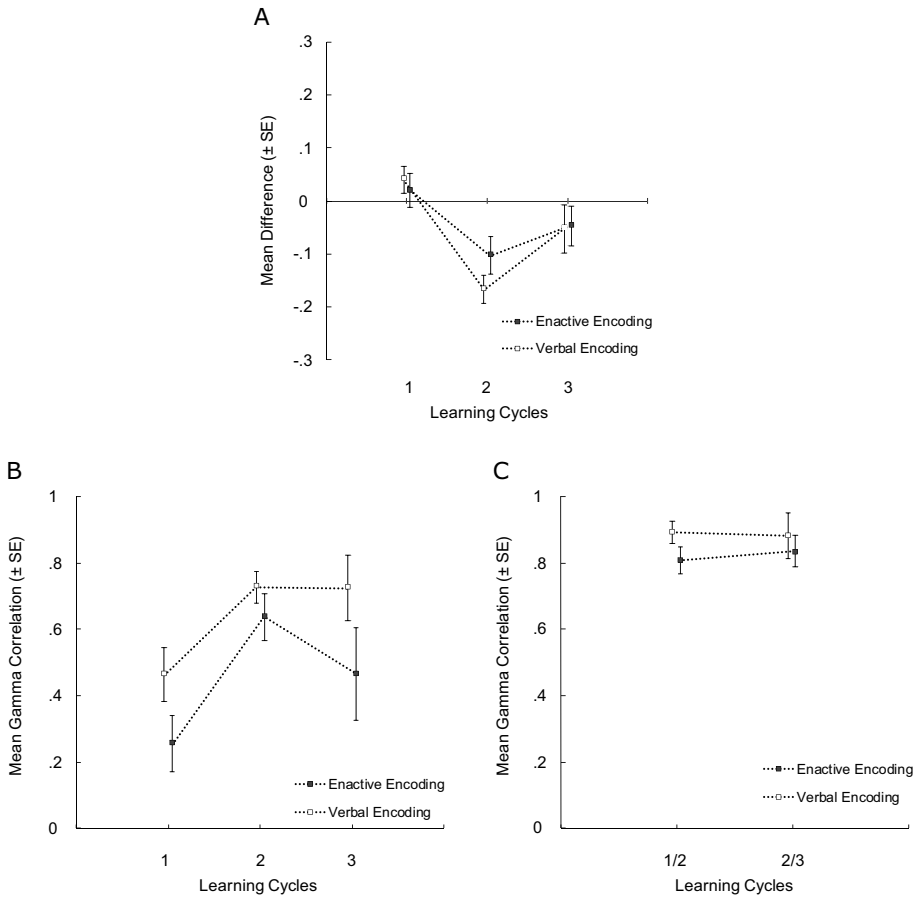 A
.3
.2
.1
0
-.1
-.2
-.3
Mean Difference (± SE)
Enactive Encoding
Verbal Encoding
1 2 3
Learning Cycles
B
1
.8
.6
.4
.2
0
Mean Gamma Correlation (± SE)
Enactive Encoding
Verbal Encoding
1 2 3
Learning Cycles
C
1
.8
.6
.4
.2
0
Mean Gamma Correlation (± SE)
Enactive Encoding
Verbal Encoding
1/2 2/3
Learning Cycles